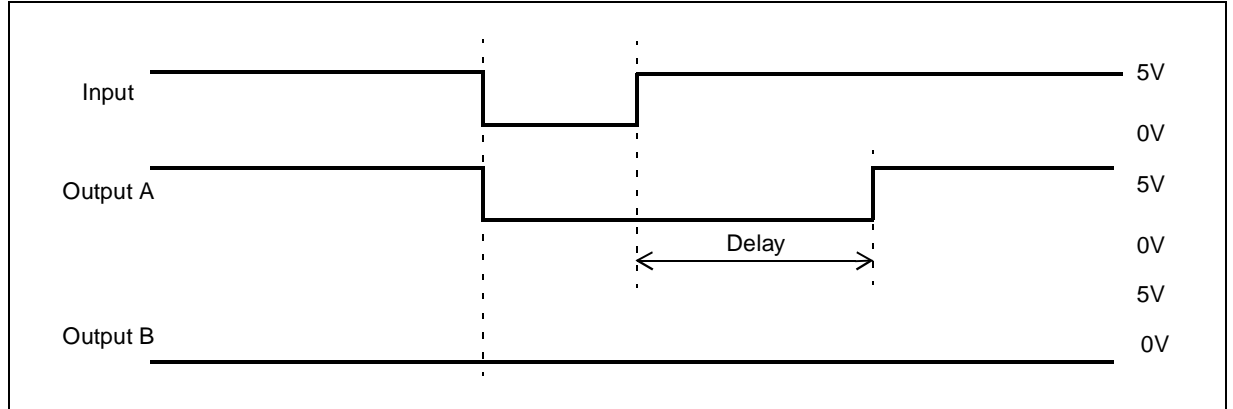 Input
5V
0V
Output A
5V
Delay
0V
5V
Output B
0V